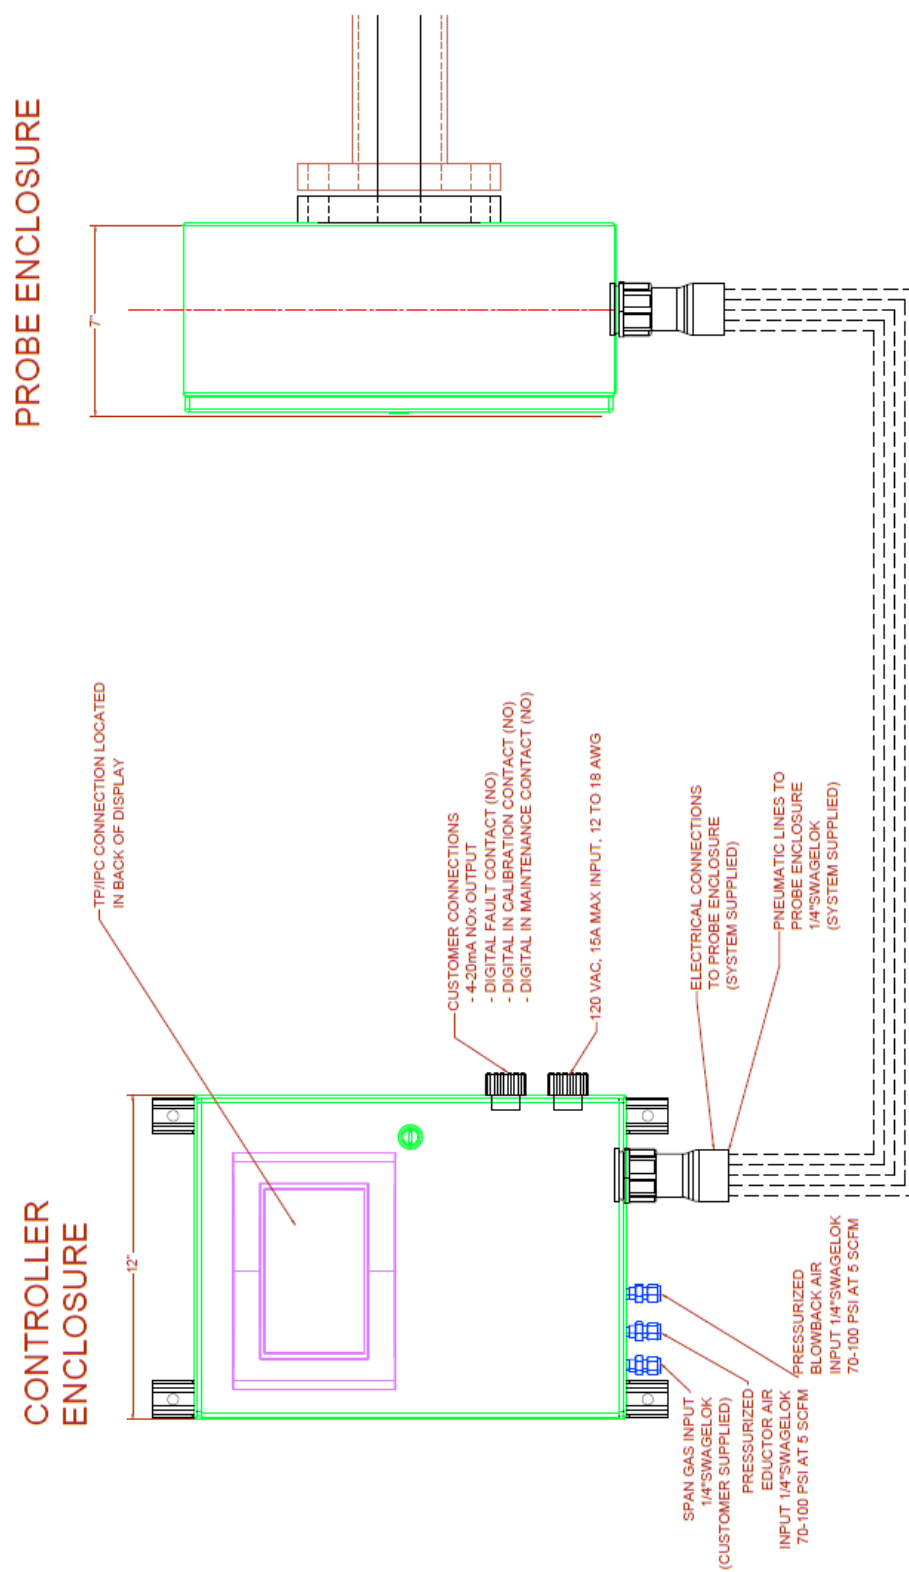 CONTROLLER
ENCLOSURE
12"
PROBE ENCLOSURE
7"
TP/IPC CONNECTION LOCATED
IN BACK OF DISPLAY
CUSTOMER CONNECTIONS
- 4-20mA NOx OUTPUT
- DIGITAL FAULT CONTACT (NO)
- DIGITAL IN CALIBRATION CONTACT (NO)
- DIGITAL IN MAINTENANCE CONTACT (NO)
120 VAC, 15A MAX INPUT, 12 TO 18 AWG
ELECTRICAL CONNECTIONS
TO PROBE ENCLOSURE
(SYSTEM SUPPLIED)
PNEUMATIC LINES TO
PROBE ENCLOSURE
1/4"SWAGELOK
(SYSTEM SUPPLIED)
SPAN GAS INPUT
1/4"SWAGELOK
(CUSTOMER SUPPLIED)
PRESSURIZED
EDUCTOR AIR
INPUT 1/4"SWAGELOK
70-100 PSI AT 5 SCFM
PRESSURIZED
BLOWBACK AIR
INPUT 1/4"SWAGELOK
70-100 PSI AT 5 SCFM